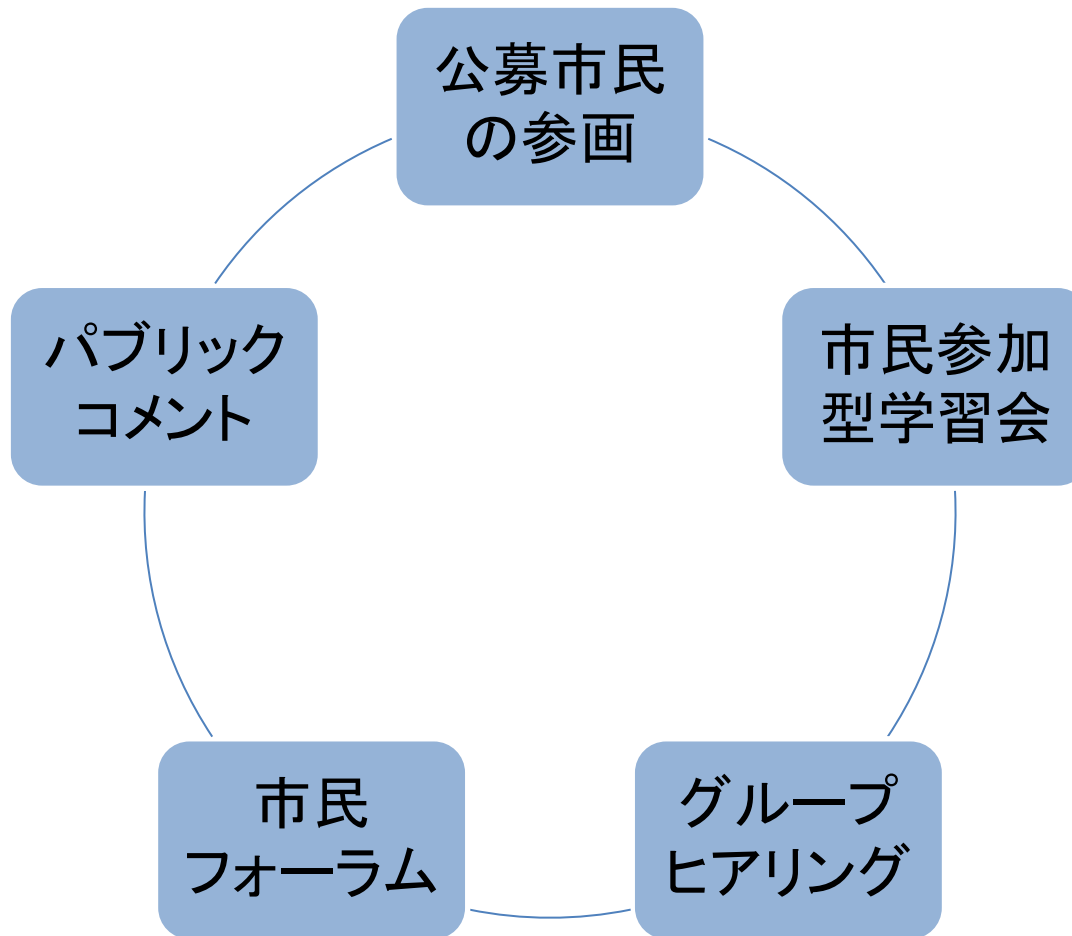 公募市民
の参画
市民参加
型学習会
グループ
ヒアリング
市民
フォーラム
パブリック
コメント